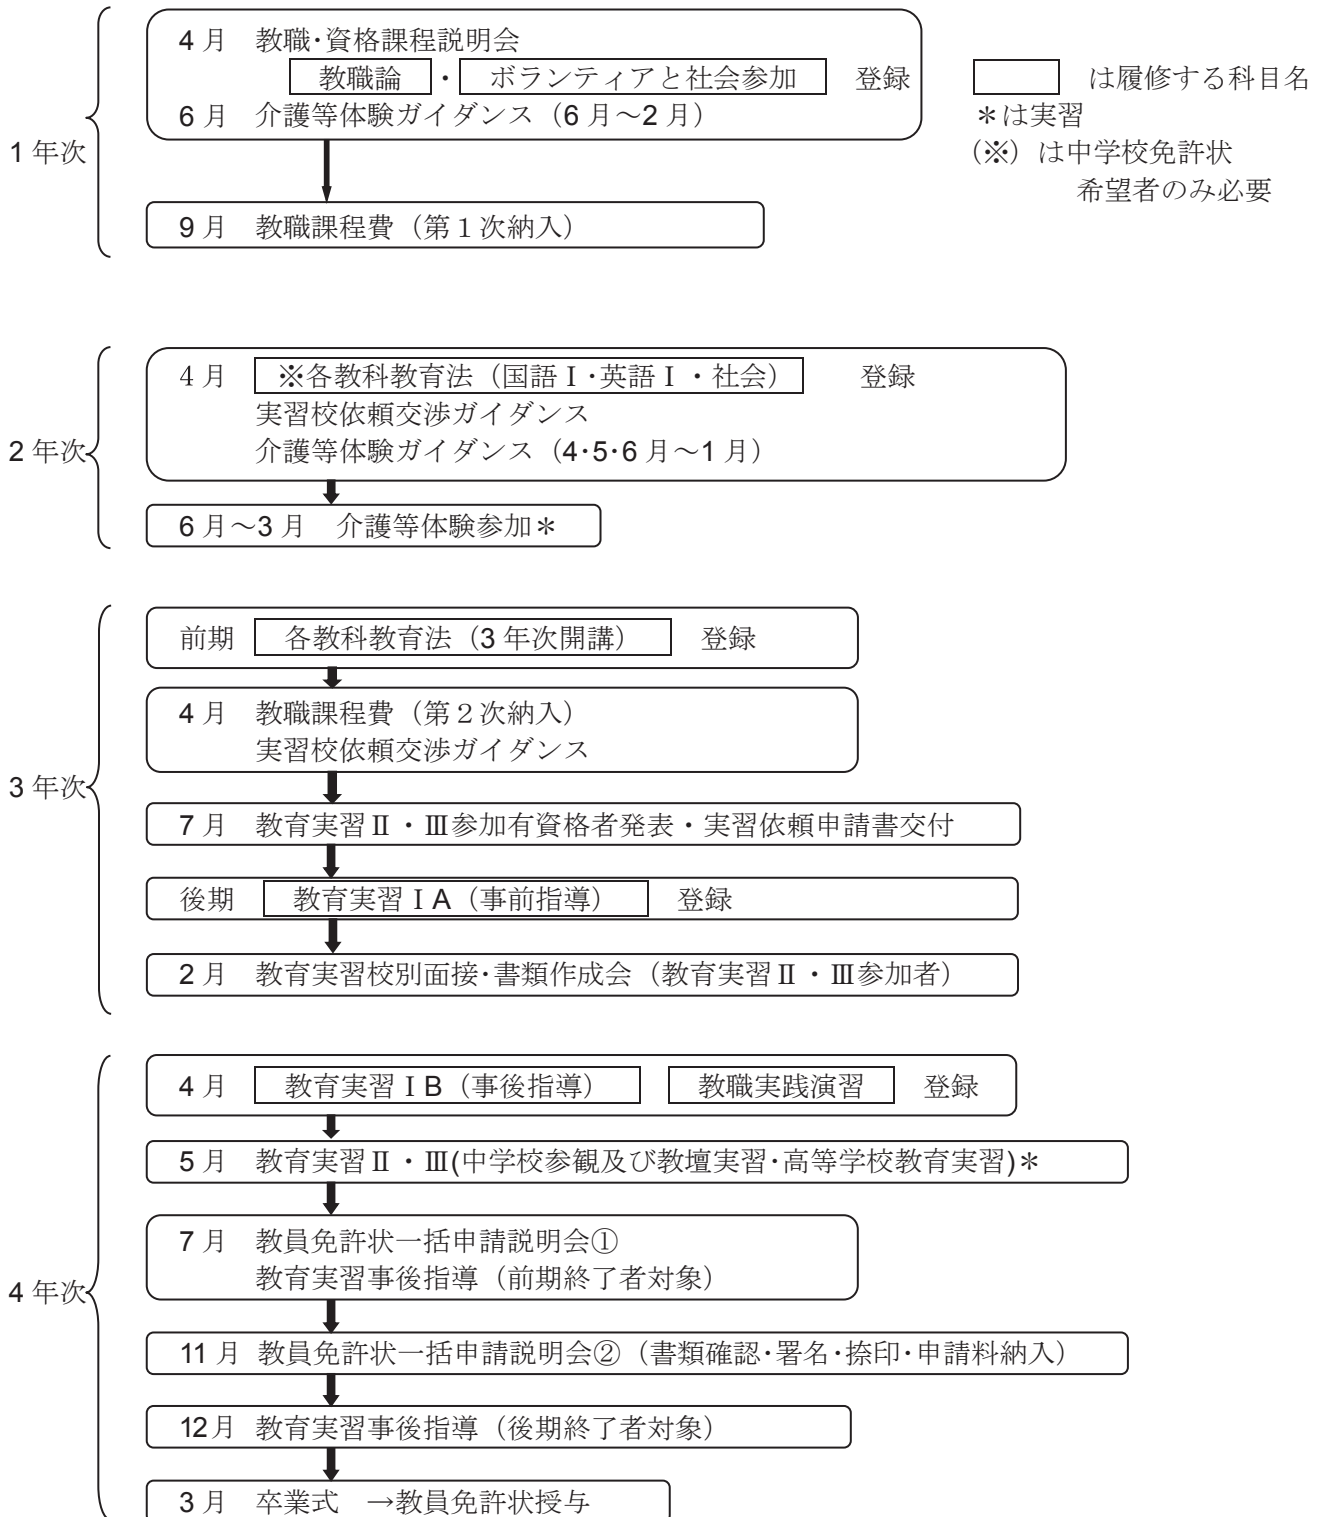 4月 教職・資格課程説明会
教職論 ・ ボランティアと社会参加 登録
6月 介護等体験ガイダンス（6月～2月）
は履修する科目名
＊は実習
（※）は中学校免許状
希望者のみ必要
1年次
9月 教職課程費（第１次納入）
４月 ※各教科教育法（国語Ⅰ・英語Ⅰ・社会） 登録
実習校依頼交渉ガイダンス
介護等体験ガイダンス（4・5・6月～1月）
2年次
6月～3月 介護等体験参加＊
前期 各教科教育法（3年次開講） 登録
4月 教職課程費（第２次納入）
実習校依頼交渉ガイダンス
3年次
7月 教育実習Ⅱ・Ⅲ参加有資格者発表・実習依頼申請書交付
後期 教育実習ⅠA（事前指導） 登録
2月 教育実習校別面接・書類作成会（教育実習Ⅱ・Ⅲ参加者）
4月 教育実習ⅠB（事後指導） 教職実践演習 登録
5月 教育実習Ⅱ・Ⅲ(中学校参観及び教壇実習・高等学校教育実習)＊
7月 教員免許状一括申請説明会①
教育実習事後指導（前期終了者対象）
4年次
11月 教員免許状一括申請説明会②（書類確認・署名・捺印・申請料納入）
12月 教育実習事後指導（後期終了者対象）
3月 卒業式 →教員免許状授与